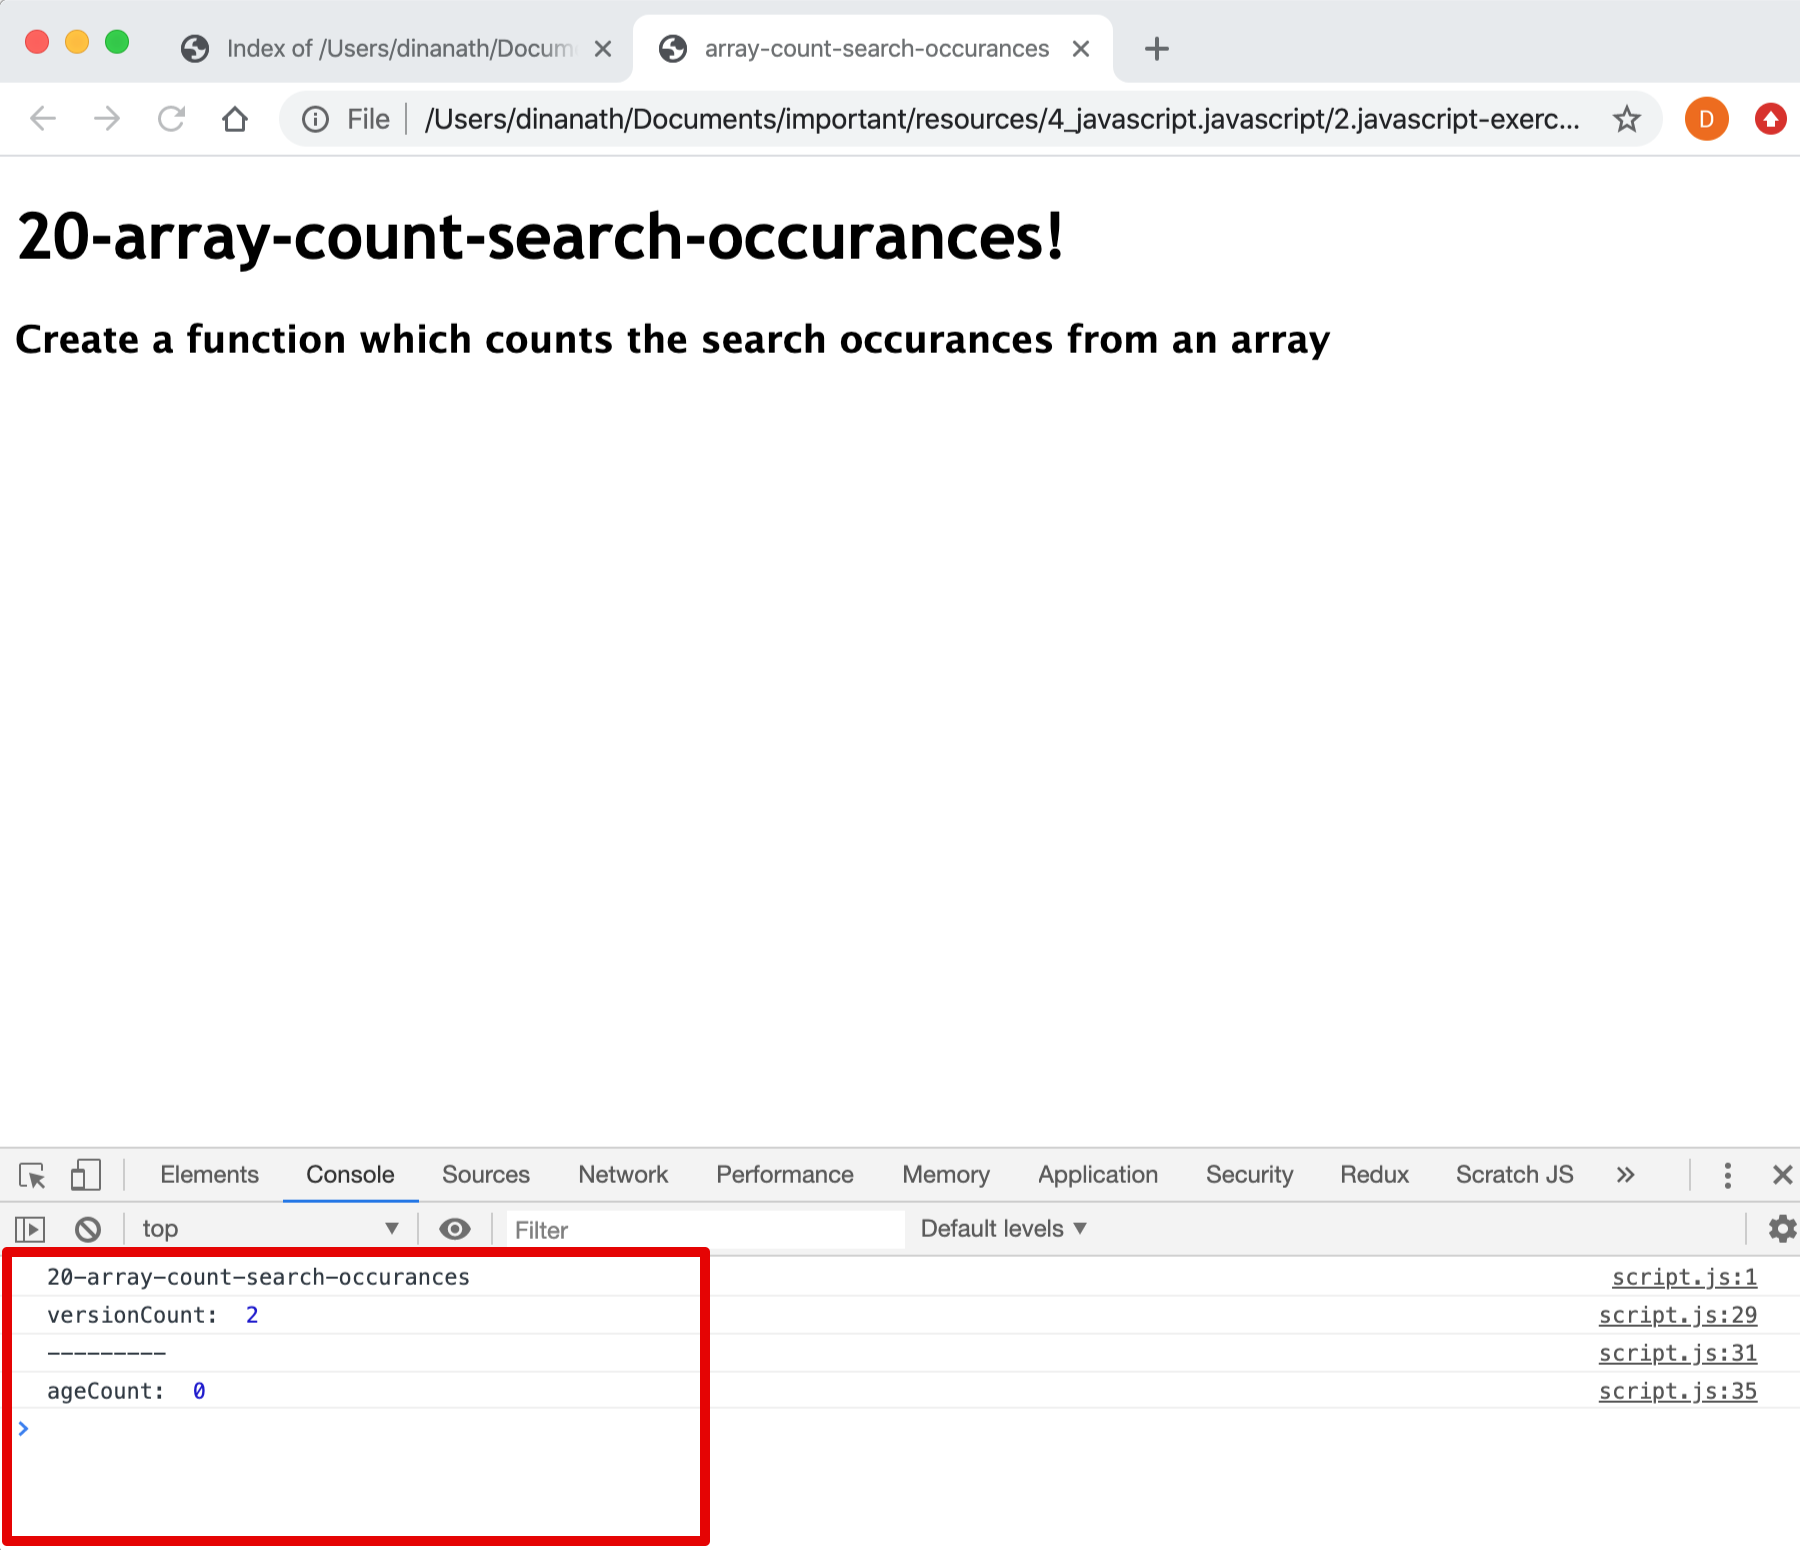 Index of /Users/dinanath/Docum
array-count-search-occurances
File
/Users/dinanath/Documents/important/resources/4_javascript.javascript/2.javascript-exerc...
D
20-array-count-search-occurances!
Create a function which counts the search occurances from an array
Elements Console Sources Network Performance Memory Application Security Redux Scratch JS »
top Filter Default levels
20-array-count-search-occurances script.js:1
versionCount: 2 script.js:29
--------- script.js:31
ageCount: 0 script.js:35